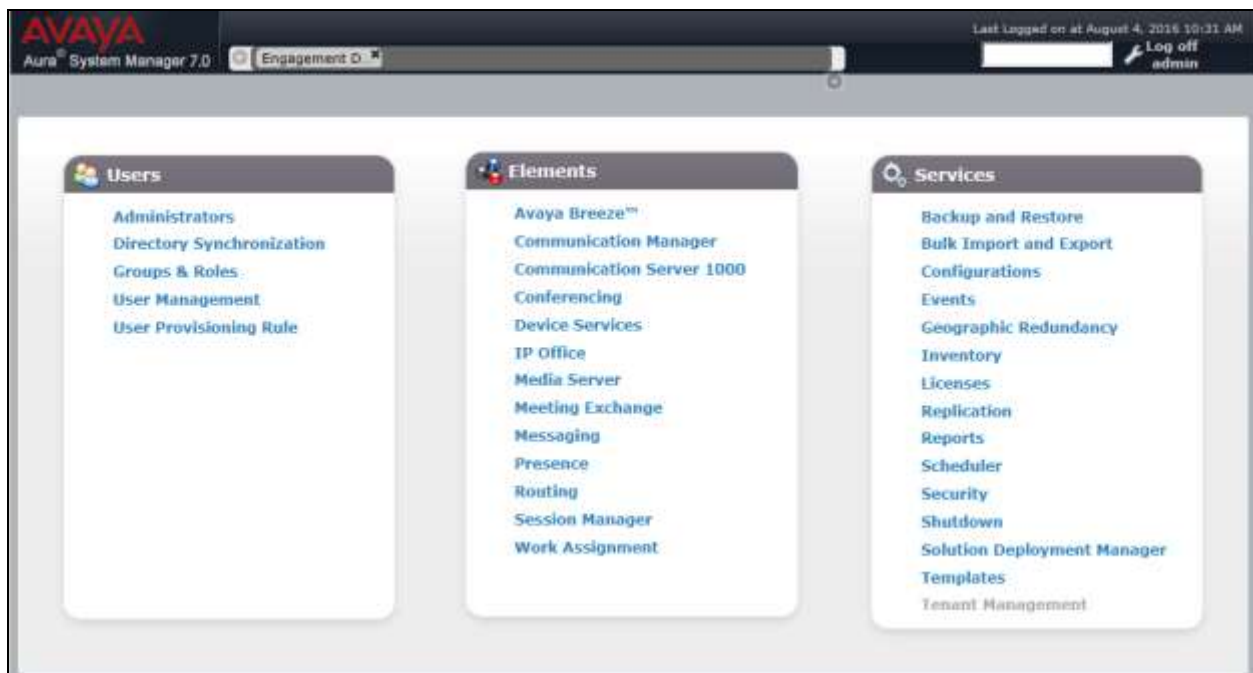 AVAYA
Aura® System Manager 7.0
Engagement D
Last Logged on at August 4, 2016 10:31 AM
Log off
admin
Users
Administrators
Directory Synchronization
Groups & Roles
User Management
User Provisioning Rule
Elements
Avaya Breeze™
Communication Manager
Communication Server 1000
Conferencing
Device Services
IP Office
Media Server
Meeting Exchange
Messaging
Presence
Routing
Session Manager
Work Assignment
Services
Backup and Restore
Bulk Import and Export
Configurations
Events
Geographic Redundancy
Inventory
Licenses
Replication
Reports
Scheduler
Security
Shutdown
Solution Deployment Manager
Templates
Tenant Management